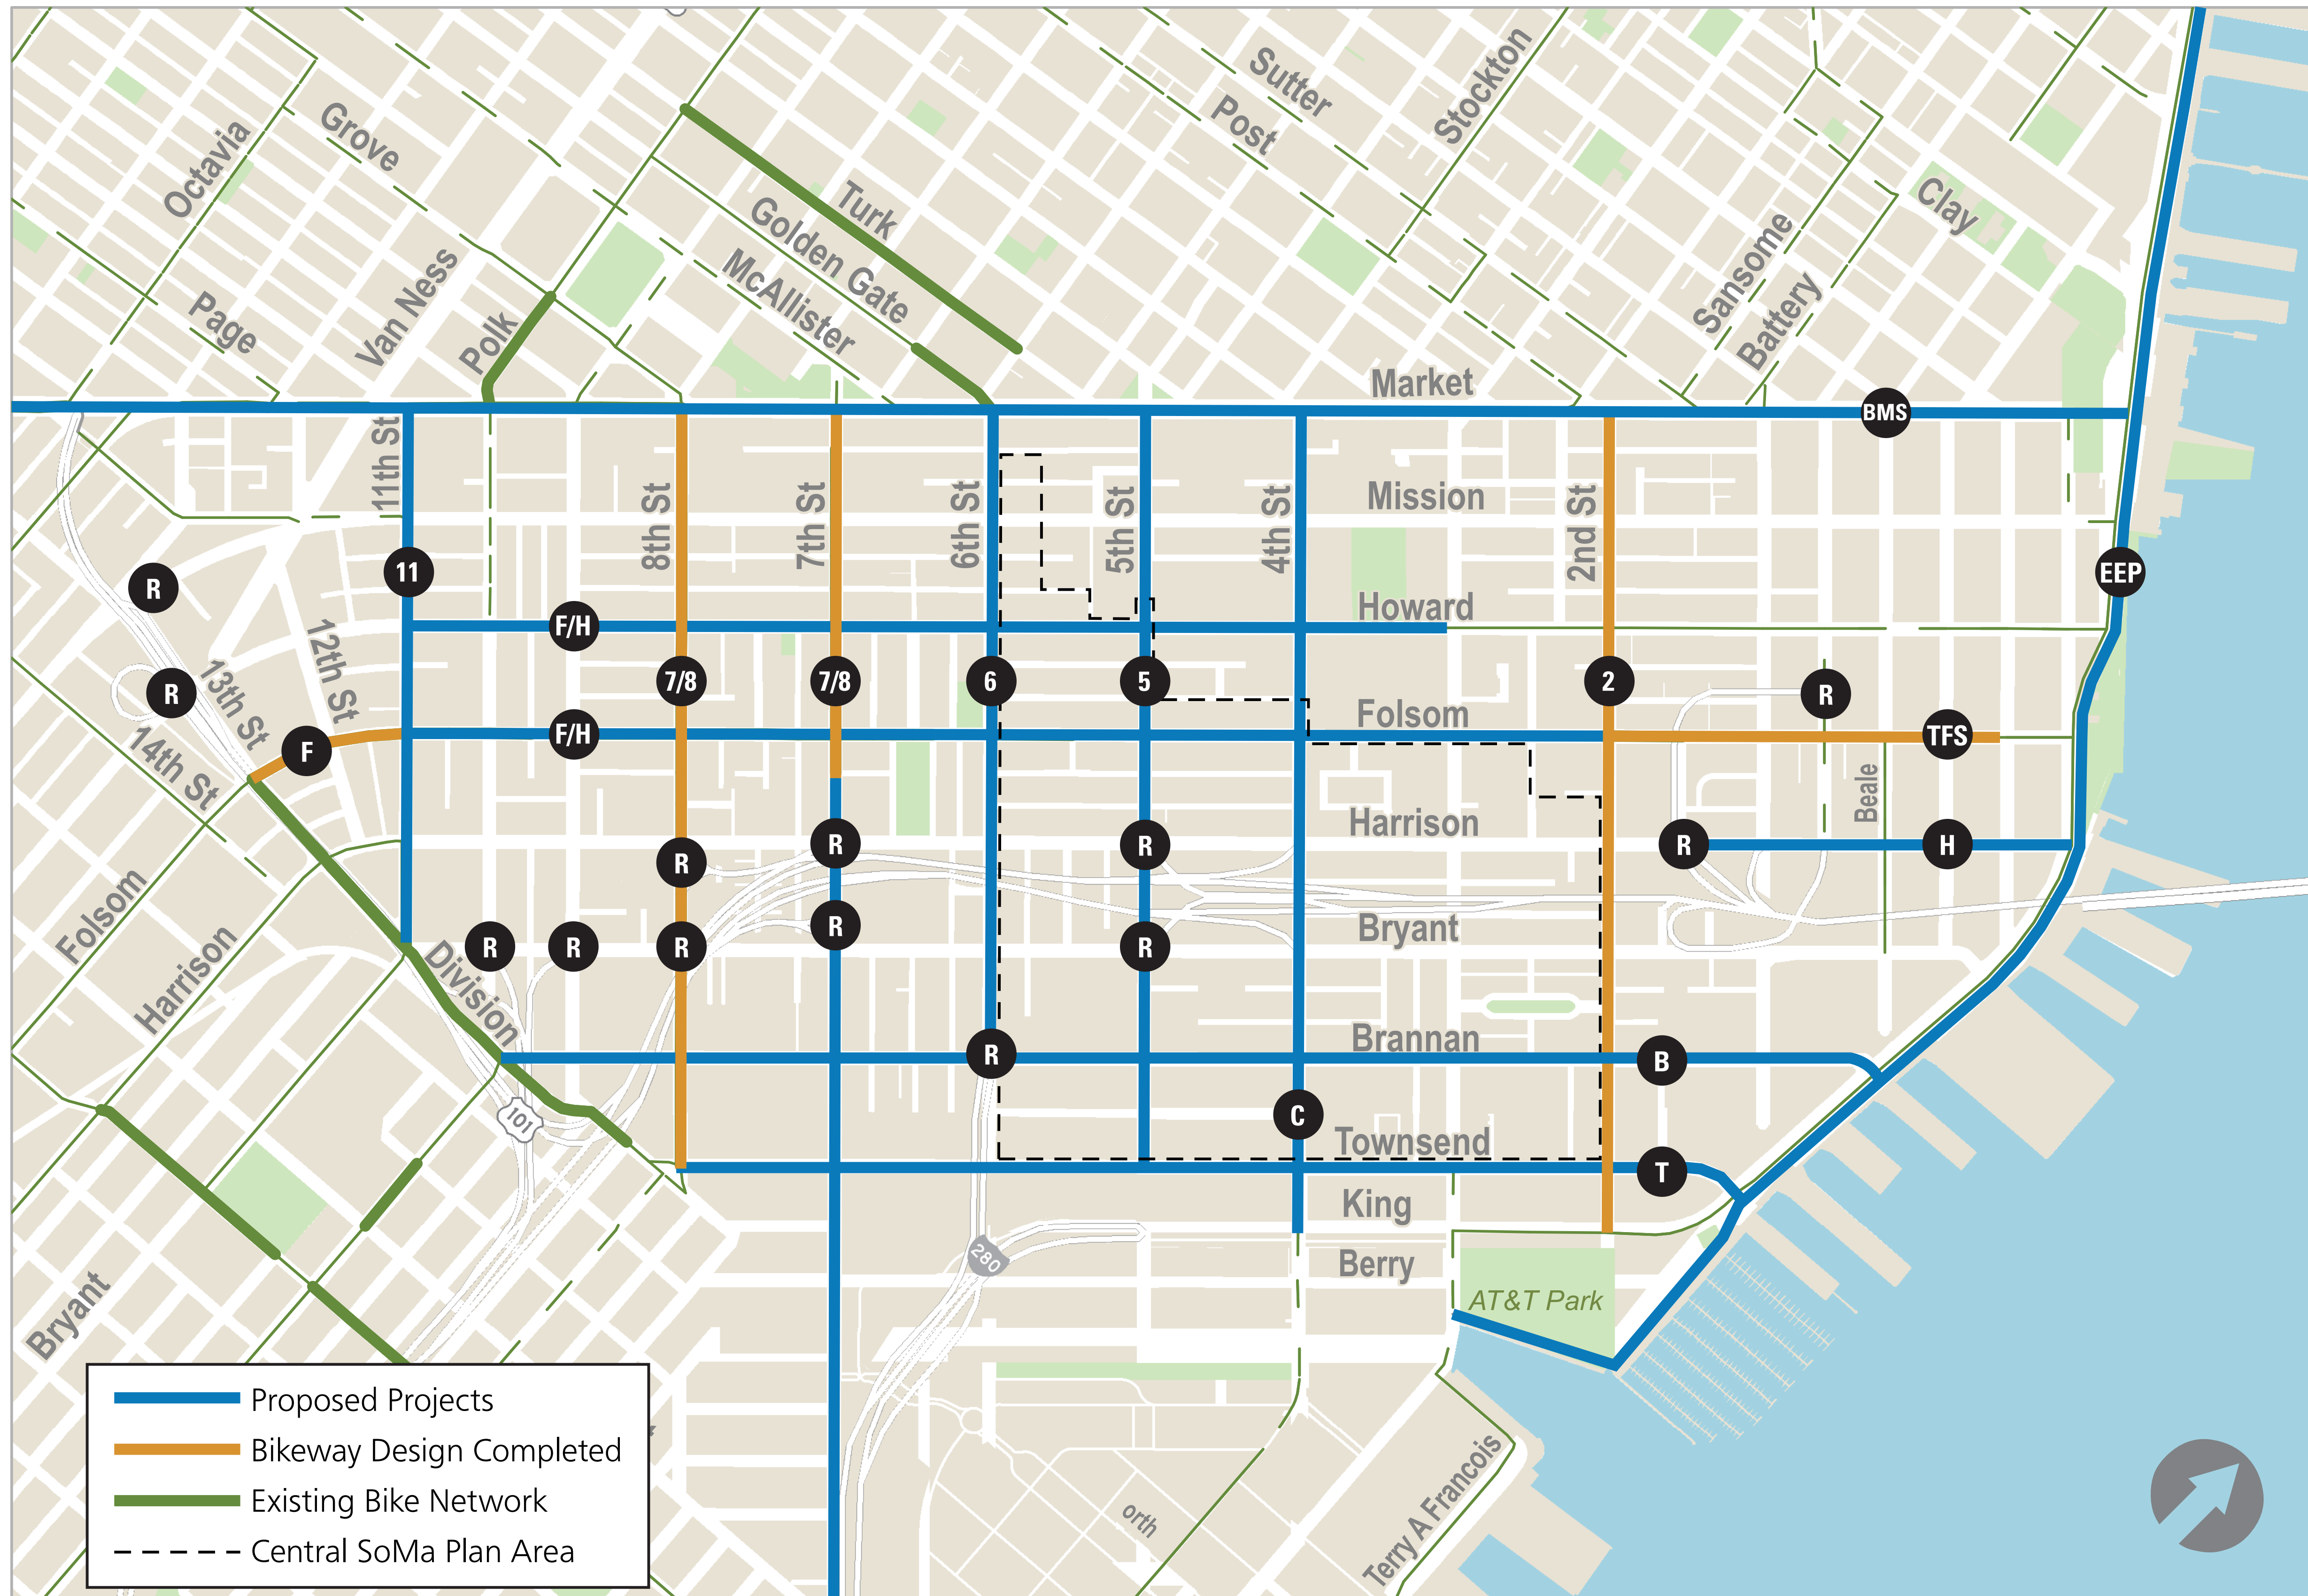 Sutter
Post
Stockton
Grove
Octavia
Turk
Golden Gate
McAllister
Clay
Sansome
Battery
Page
Van Ness
Polk
Market
BMS
11th St
8th St
7th St
6th St
5th St
4th St
Mission
2nd St
11
R
EEP
Howard
F/H
12th St
13th St
R
7/8
7/8
6
5
2
R
Folsom
F/H
TFS
F
14th St
Beale
Harrison
R
R
R
R
H
Folsom
Harrison
Bryant
R
R
R
R
R
Division
Brannan
R
B
101
C
Townsend
T
King
280
Berry
AT&T Park
Bryant
Terry A Francois
orth
Proposed Projects
Bikeway Design Completed
Existing Bike Network
Central SoMa Plan Area